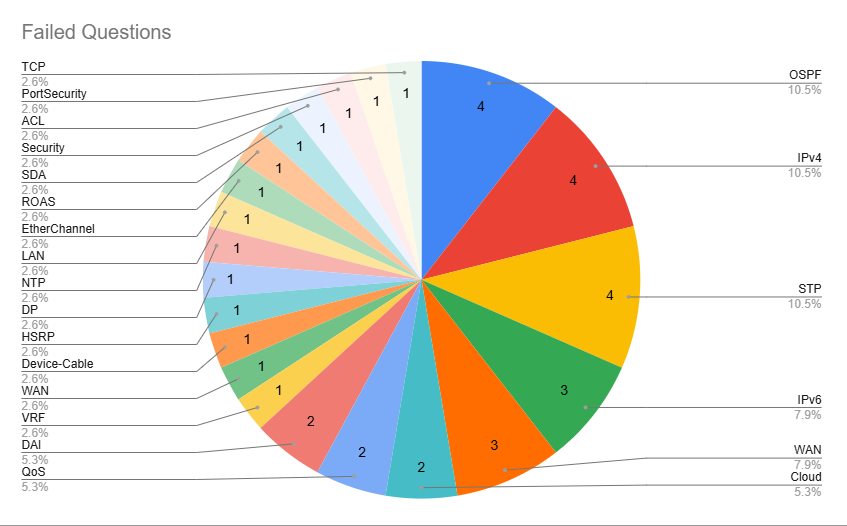 Failed Questions
TCP
2.6%
PortSecurity
2.6%
ACL
2.6%
Security
2.6%
SDA
2.6%
ROAS
2.6%
EtherChannel
2.6%
LAN
2.6%
NTP
2.6%
DP
2.6%
HSRP
2.6%
Device-Cable
2.6%
WAN
2.6%
VRF
2.6%
DAI
5.3%
QoS
5.3%
OSPF
10.5%
IPv4
10.5%
STP
10.5%
IPv6
7.9%
WAN
7.9%
Cloud
5.3%
4
4
4
3
3
2
2
2
1
1
1
1
1
1
1
1
1
1
1
1
1
1